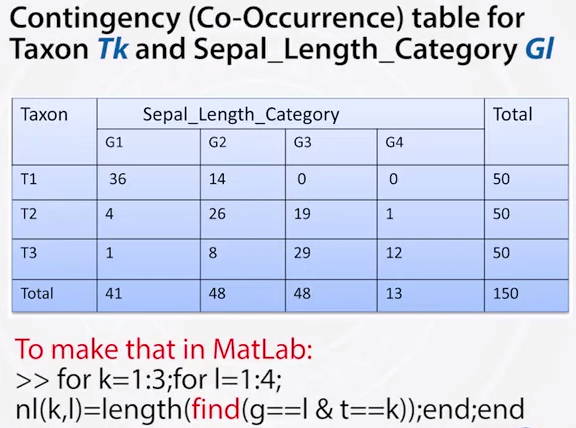 Contingency (Co-Occurrence) table for
Taxon Tk and Sepal_Length_Category Gl
Taxon Sepal_Length_Category Total
G1 G2 G3 G4
T1 36 14 0 0 50
T2 4 26 19 1 50
T3 1 8 29 12 50
Total 41 48 48 13 150
To make that in MatLab:
>> for k=1:3;for l=1:4;
nl(k,l)=length(find(g==l & t==k));end;end